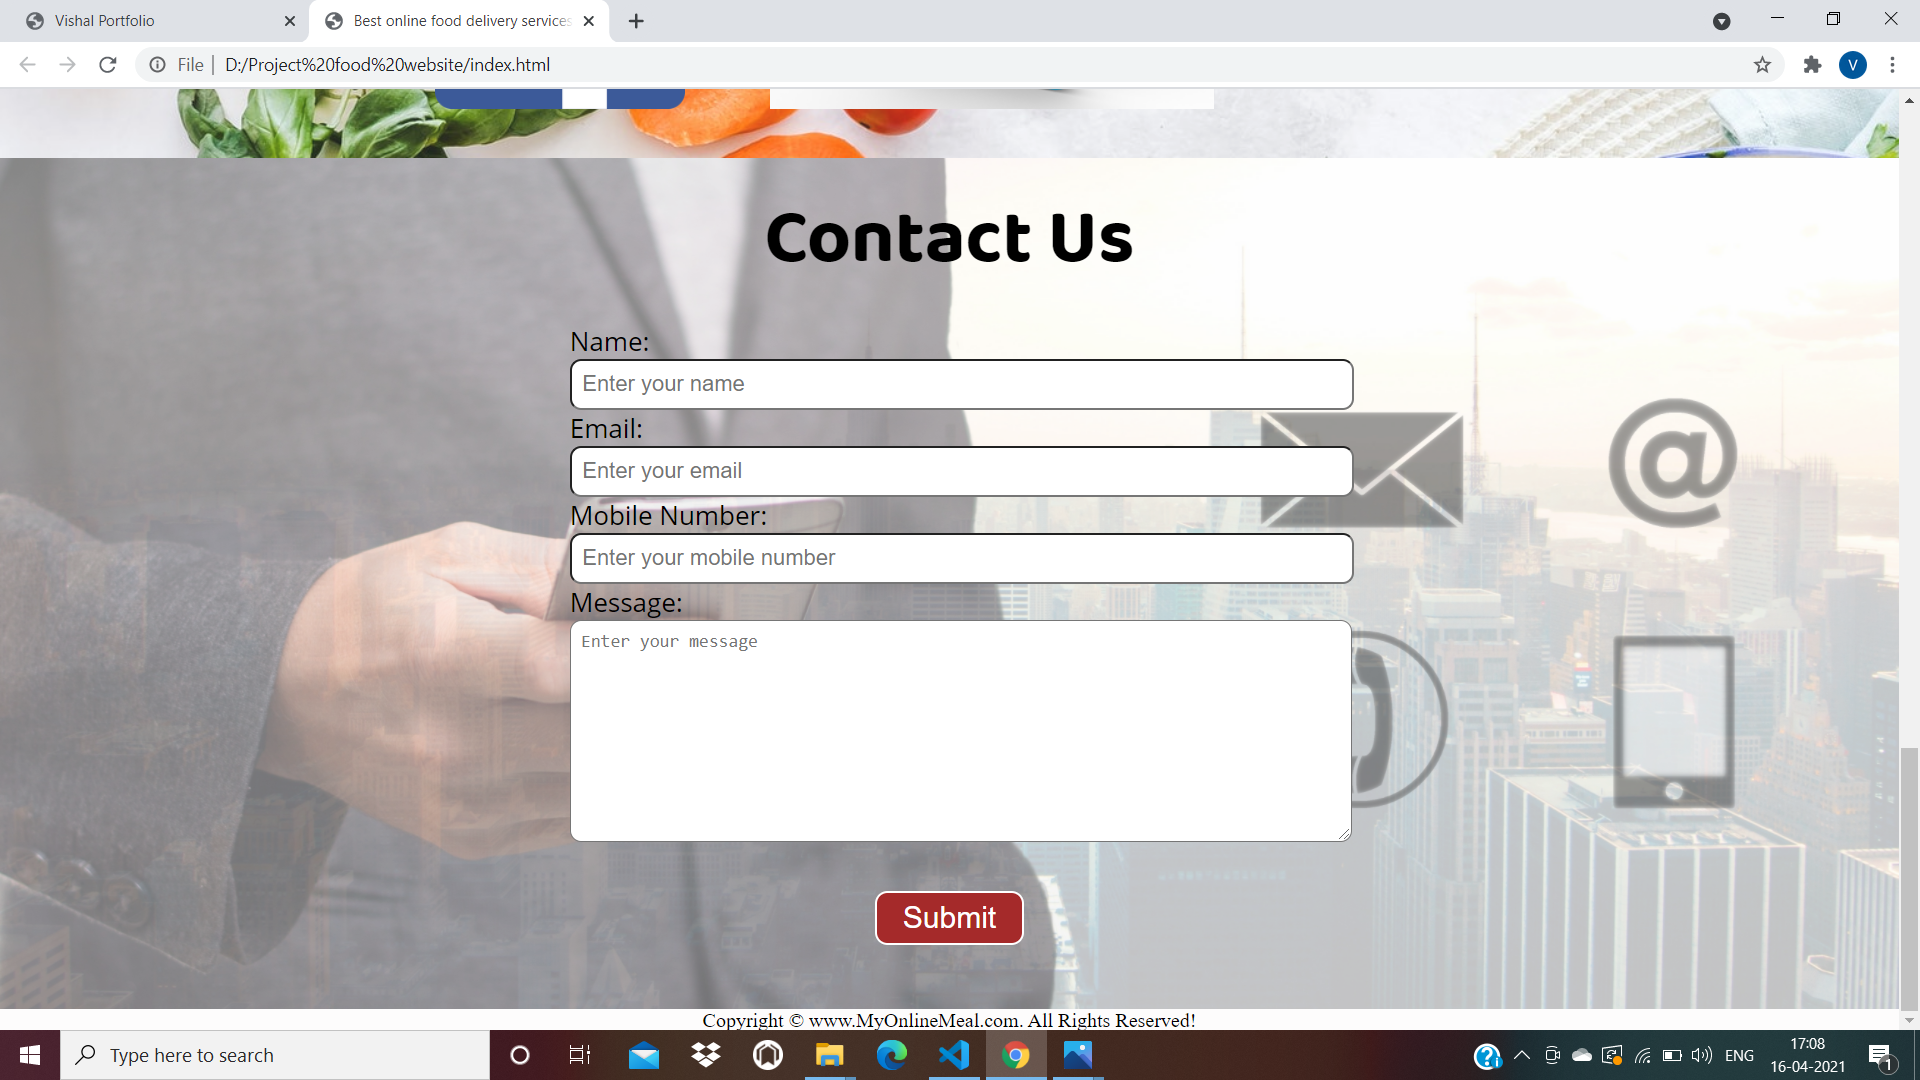 Vishal Portfolio
Best online food delivery services
File
D:/Project%20food%20website/index.html
V
Contact Us
Name:
Enter your name
Email:
Enter your email
@
Mobile Number:
Enter your mobile number
Message:
Enter your message
Submit
Copyright © www.MyOnlineMeal.com. All Rights Reserved!
Type here to search
ENG
17:08
16-04-2021
1